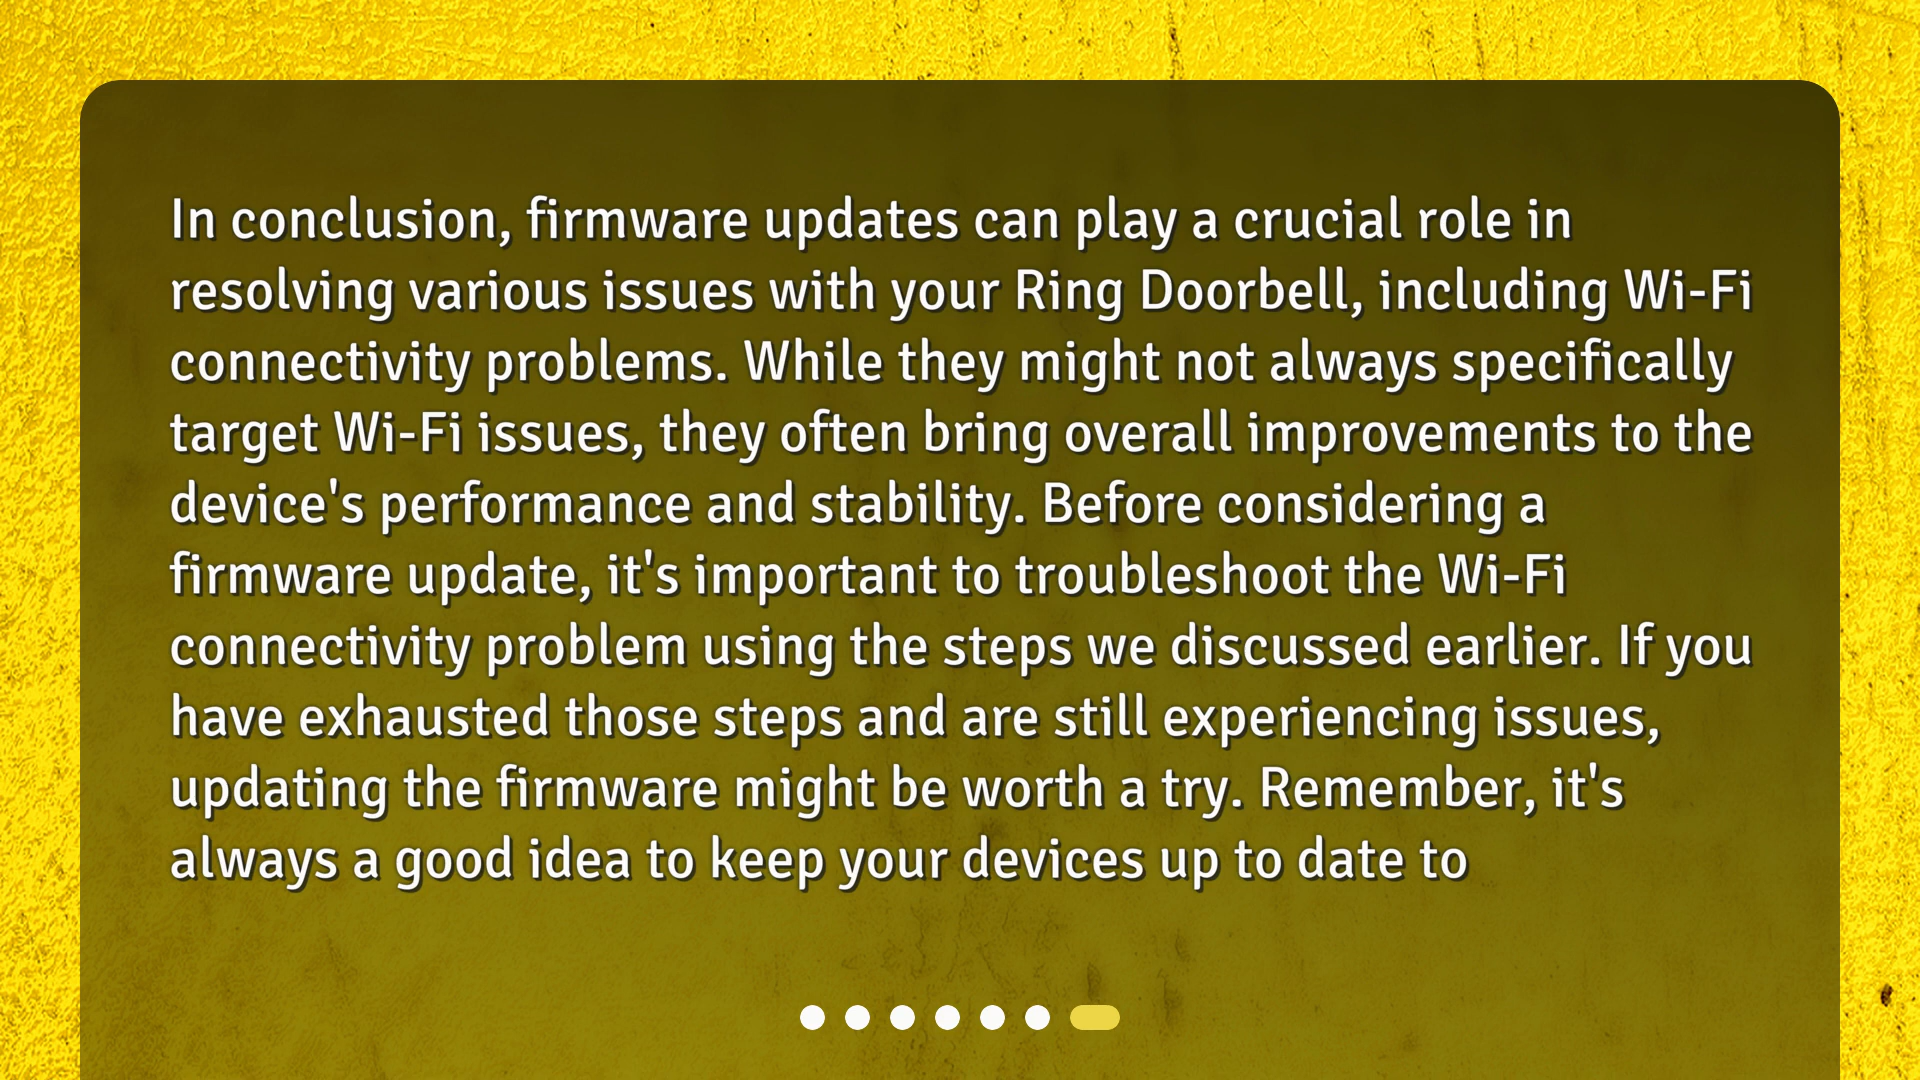 In conclusion, firmware updates can play a crucial role in
resolving various issues with your Ring Doorbell, including Wi-Fi
connectivity problems. While they might not always specifically
target Wi-Fi issues, they often bring overall improvements to the
device's performance and stability. Before considering a
firmware update, it's important to troubleshoot the Wi-Fi
connectivity problem using the steps we discussed earlier. If you
have exhausted those steps and are still experiencing issues,
updating the firmware might be worth a try. Remember, it's
always a good idea to keep your devices up to date to